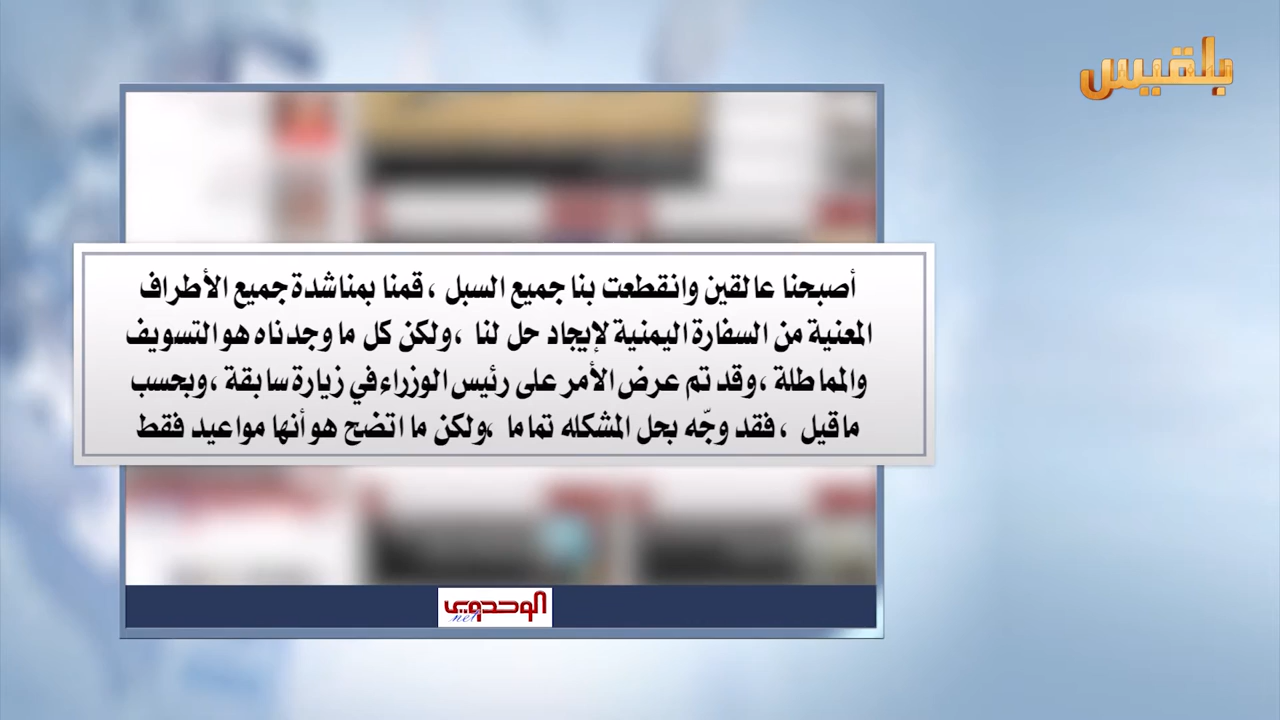 بلقيس
أصبحنا عالقين وانقطعت بنا جميع السبل ، قمنا بمناشدة جميع الأطراف
المعنية من السفارة اليمنية لإيجاد حل لنا ،ولكن كل ما وجدناه هو التسويف
والمماطلة ،وقد تم عرض الأمر على رئيس الوزراء في زيارة سابقة ،وبحسب
ماقيل ، فقد وجّه بحل المشكله تماما ،ولكن ما اتضح هو أنها مواعيد فقط
الوحدوي
.net